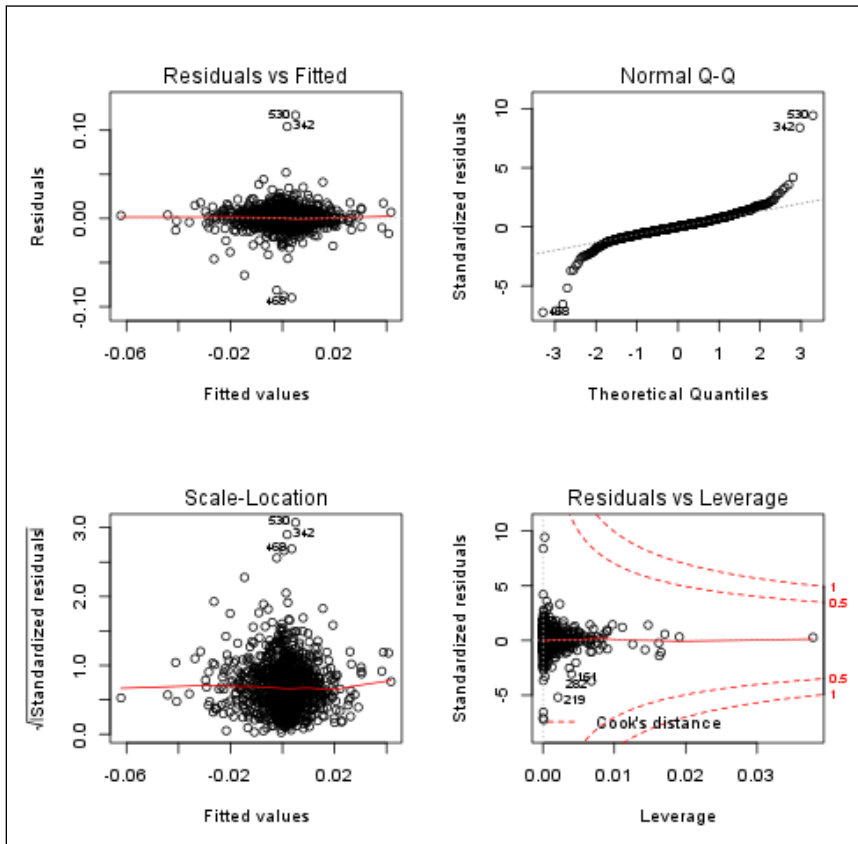 Residuals vs Fitted
530
342
468
Residuals
0.10
0.00
-0.10
-0.06
-0.02
0.02
Fitted values
Normal Q-Q
530
342
468
Standardized residuals
10
5
0
-5
-3 -2 -1 0 1 2 3
Theoretical Quantiles
Scale-Location
530
342
468
√|Standardized residuals|
3.0
2.0
1.0
0.0
-0.06
-0.02
0.02
Fitted values
Residuals vs Leverage
Standardized residuals
10
5
0
-5
1
0.5
0.5
1
282
219
Cook's distance
0.00 0.01 0.02 0.03
Leverage